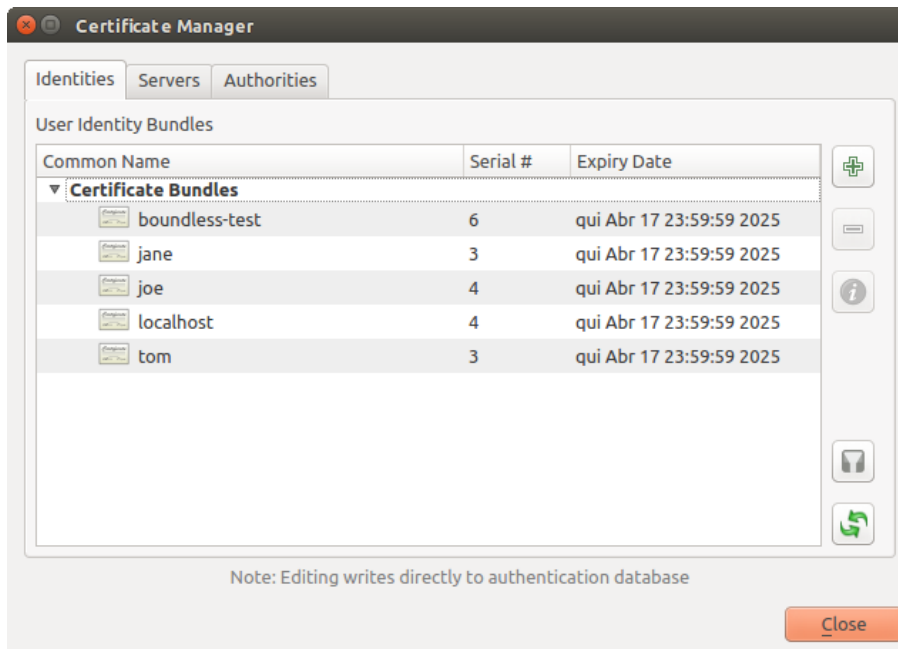 Certificate Manager
Identities Servers Authorities
User Identity Bundles
Common Name Serial # Expiry Date
Certificate Bundles
boundless-test 6 qui Abr 17 23:59:59 2025
jane 3 qui Abr 17 23:59:59 2025
joe 4 qui Abr 17 23:59:59 2025
localhost 4 qui Abr 17 23:59:59 2025
tom 3 qui Abr 17 23:59:59 2025
Note: Editing writes directly to authentication database
Close